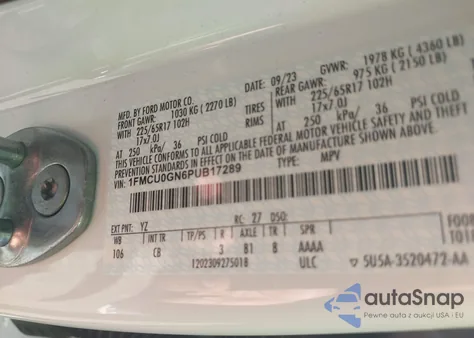 MFD. BY FORD MOTOR CO.
09/23 GVWR: 1978 KG (4360 LB)
FRONT GAWR: 1030 KG (2270 LB) REAR GAWR: 975 KG (2150 LB)
WITH 225/65R17 102H TIRES WITH 225/65R17 102H
17x7.0J RIMS 17x7.0J
AT 250 kPa/ 36 PSI COLD AT 250 kPa/ 36 PSI COLD
THIS VEHICLE CONFORMS TO ALL APPLICABLE FEDERAL MOTOR VEHICLE SAFETY AND THEFT
PREVENTION STANDARDS IN EFFECT ON THE DATE OF MANUFACTURE SHOWN ABOVE.
1FMCU0GN6PUB17289 TYPE: MPV
EXT PNT: YZ RC: 27 DSO:
WB INT TR TP/PS R AXLE TR SPR
106 CB 3 81 8 AAAA
1202309275018 ULC 5U5A-3520472-AA
autoSnap
Pewne auta z aukcji USA i EU